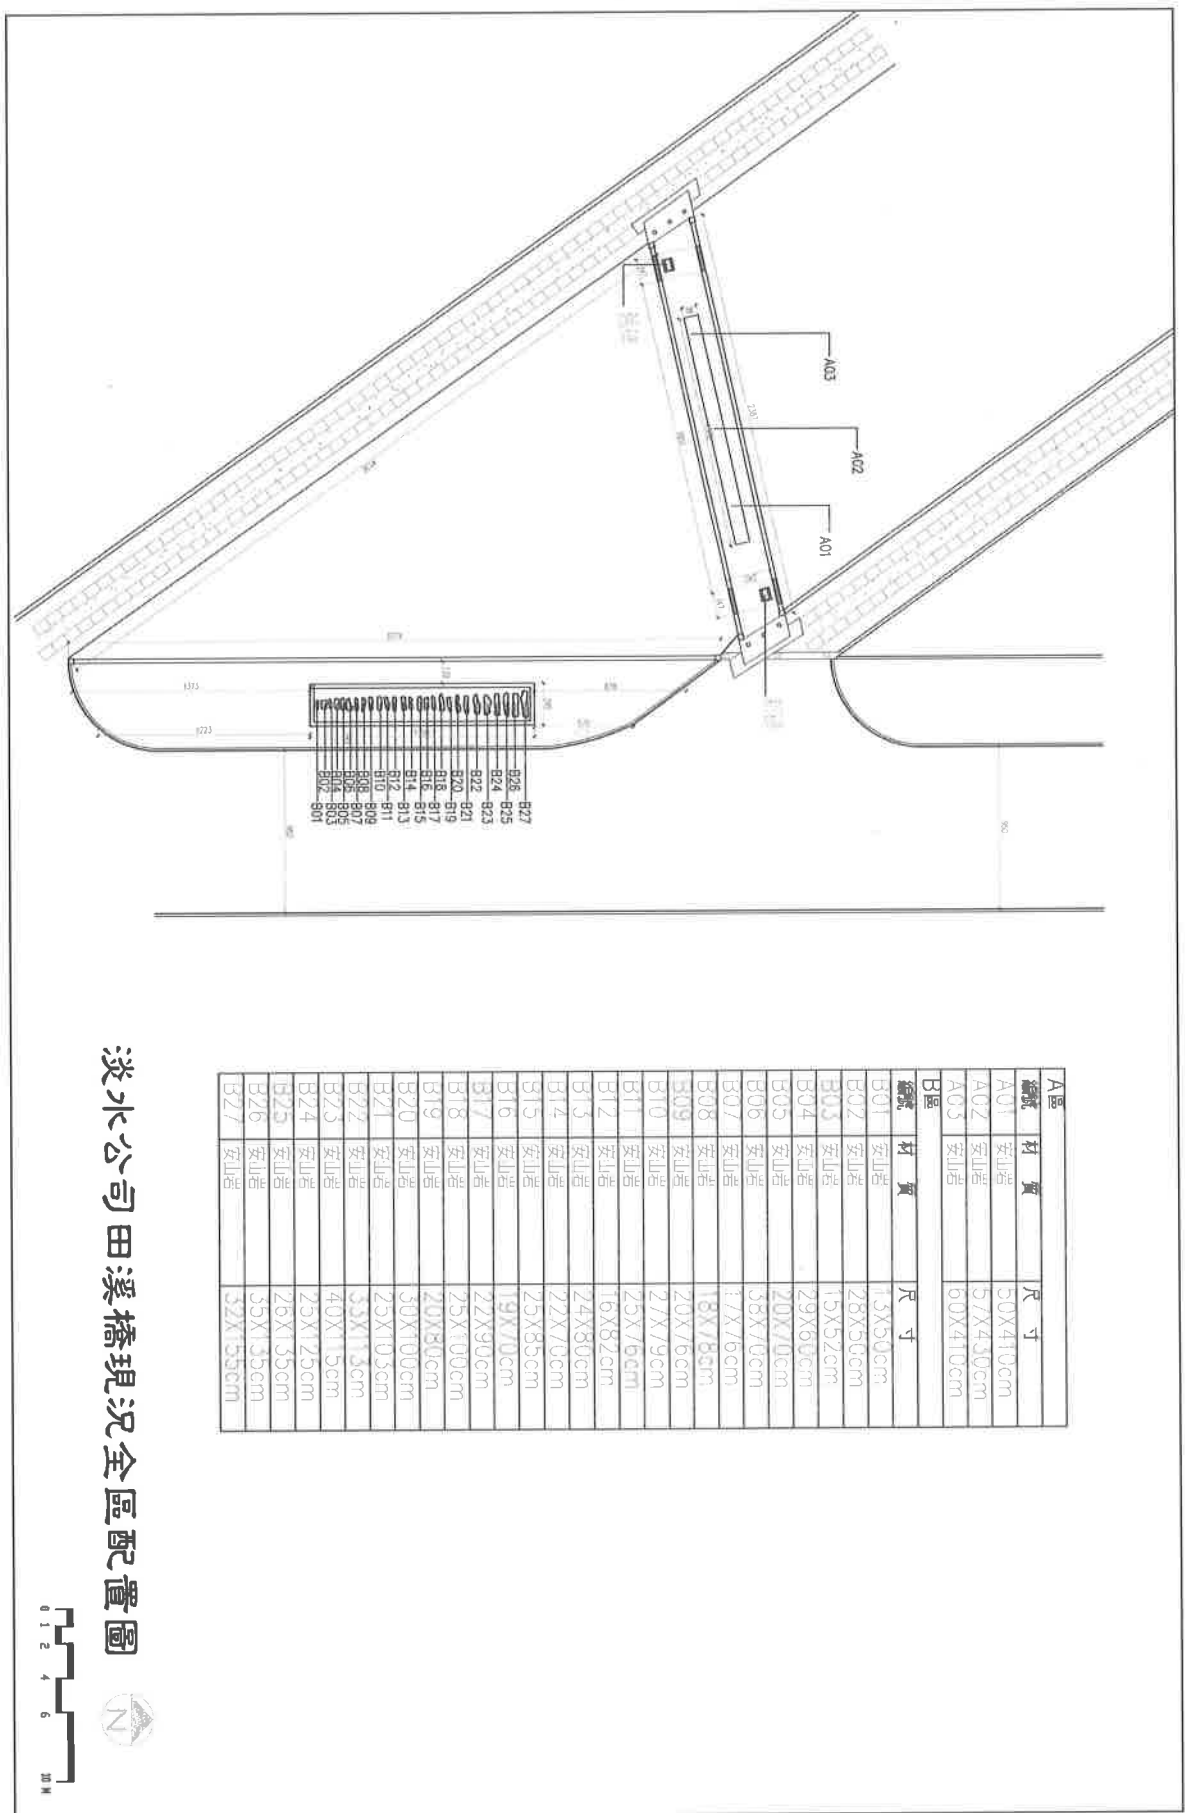 A03
A02
A01
2387
B27
B26
B25
B24
B23
B22
B21
B20
B19
B18
B17
B16
B15
B14
B13
B12
B11
B10
B09
B08
B07
B06
B05
B04
B03
B02
B01
950
A區
編號 材質 尺寸
A01 安山岩 50X410cm
A02 安山岩 57X430cm
A03 安山岩 60X410cm
B區
編號 材質 尺寸
B01 安山岩 13X50cm
B02 安山岩 28X50cm
B03 安山岩 15X52cm
B04 安山岩 29X60cm
B05 安山岩 20X70cm
B06 安山岩 38X70cm
B07 安山岩 17X76cm
B08 安山岩 18X78cm
B09 安山岩 20X76cm
B10 安山岩 27X79cm
B11 安山岩 25X76cm
B12 安山岩 16X82cm
B13 安山岩 24X80cm
B14 安山岩 22X70cm
B15 安山岩 25X85cm
B16 安山岩 19X70cm
B17 安山岩 22X90cm
B18 安山岩 25X100cm
B19 安山岩 20X80cm
B20 安山岩 30X100cm
B21 安山岩 25X103cm
B22 安山岩 33X113cm
B23 安山岩 40X115cm
B24 安山岩 25X125cm
B25 安山岩 26X135cm
B26 安山岩 35X135cm
B27 安山岩 32X155cm
淡水公司田溪橋現況全區配置圖
N
0 1 2 4 6 10 M